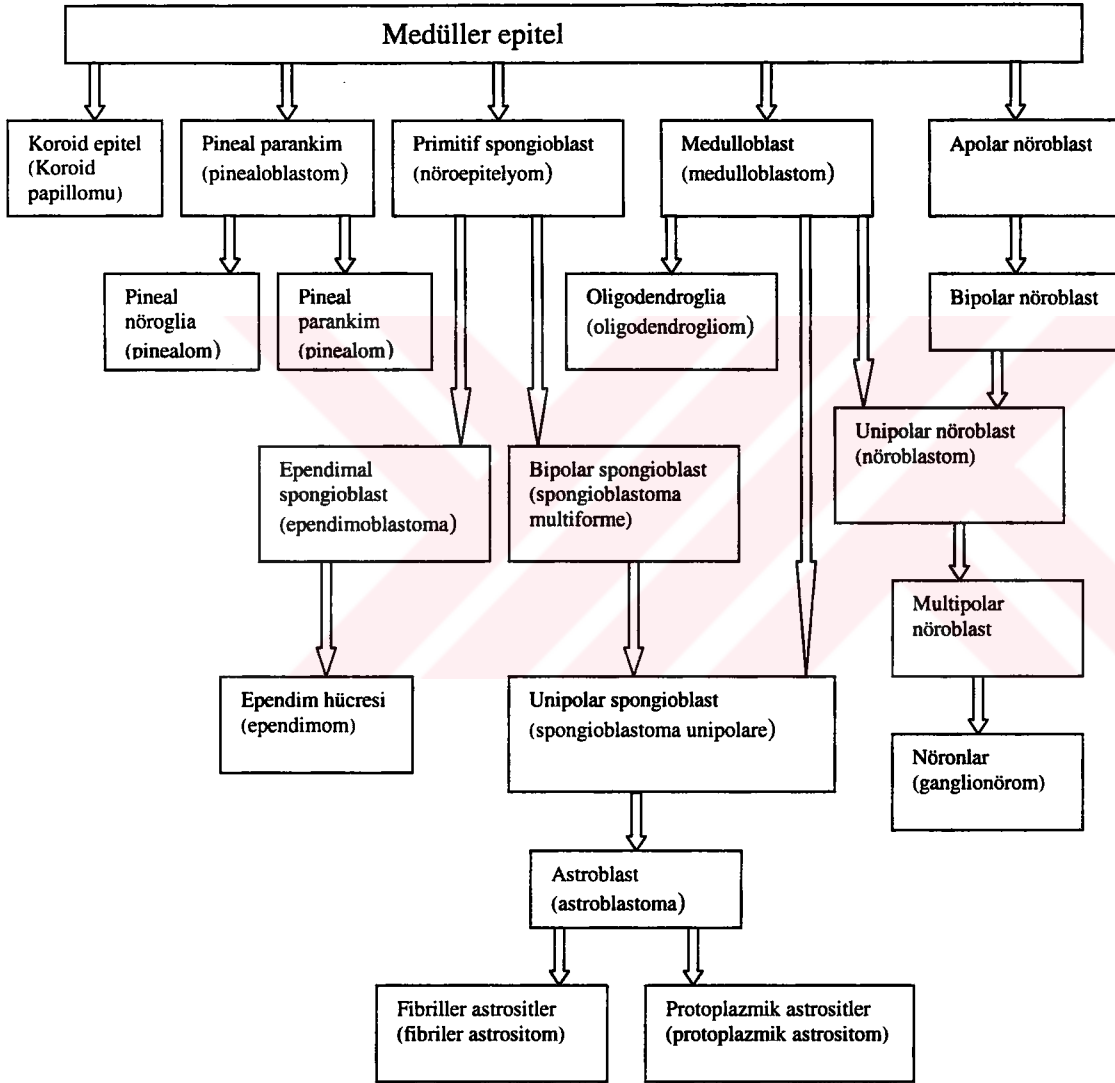 Medüller epitel
Koroid epitel
(Koroid
papillomu)
Pineal parankim
(pinealoblastom)
Primitif spongioblast
(nöroepitelyom)
Medulloblast
(medulloblastom)
Apolar nöroblast
Pineal
nöroglia
(pinealom)
Pineal
parankim
(pinealom)
Oligodendroglia
(oligodendrogliom)
Bipolar nöroblast
Ependimal
spongioblast
(ependimoblastoma)
Bipolar spongioblast
(spongioblastoma
multiforme)
Unipolar nöroblast
(nöroblastom)
Multipolar
nöroblast
Ependim hücresi
(ependimom)
Unipolar spongioblast
(spongioblastoma unipolare)
Nöronlar
(ganglionörom)
Astroblast
(astroblastoma)
Fibriller astrositler
(fibriler astrositom)
Protoplazmik astrositler
(protoplazmik astrositom)